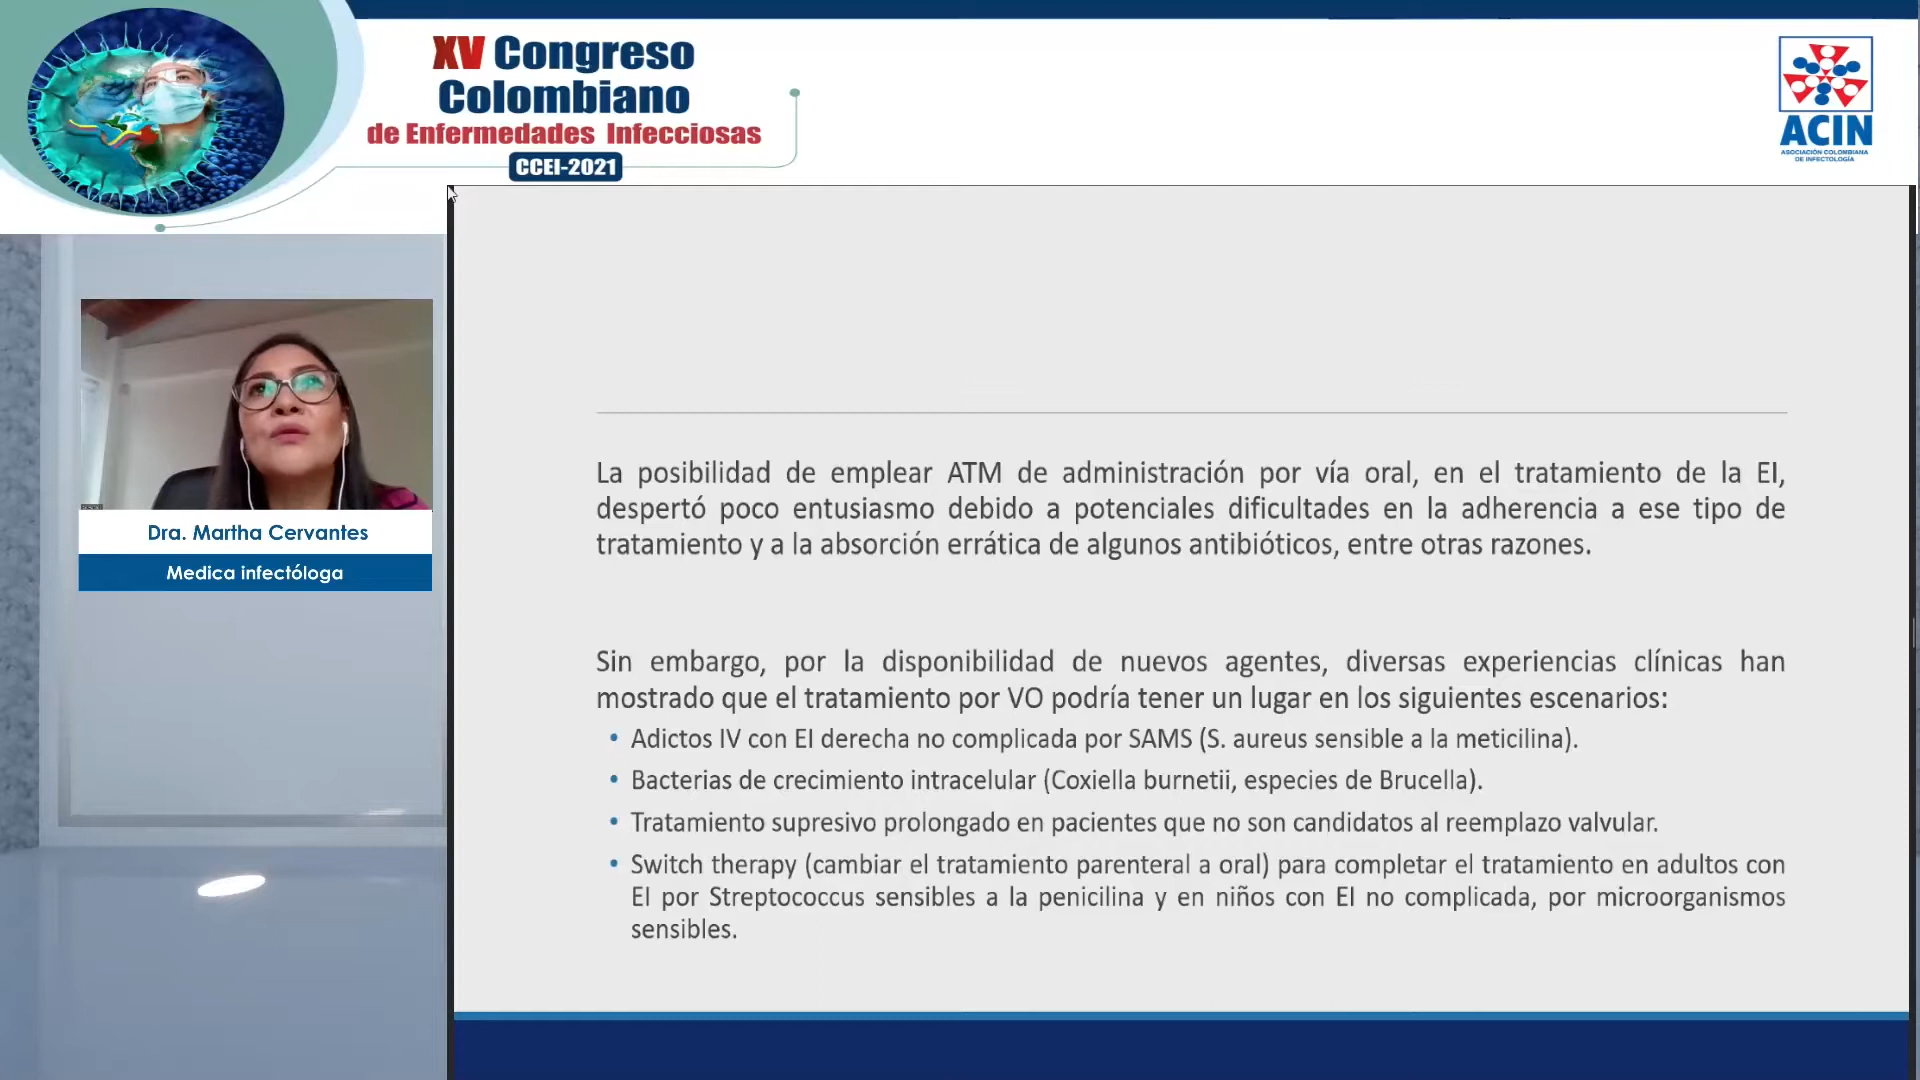 XV Congreso
Colombiano
de Enfermedades Infecciosas
CCEI-2021
ACIN
ASOCIACIÓN COLOMBIANA
DE INFECTOLOGÍA
Dra. Martha Cervantes
Medica infectóloga
La posibilidad de emplear ATM de administración por vía oral, en el tratamiento de la EI,
despertó poco entusiasmo debido a potenciales dificultades en la adherencia a ese tipo de
tratamiento y a la absorción errática de algunos antibióticos, entre otras razones.
Sin embargo, por la disponibilidad de nuevos agentes, diversas experiencias clínicas han
mostrado que el tratamiento por VO podría tener un lugar en los siguientes escenarios:
• Adictos IV con EI derecha no complicada por SAMS (S. aureus sensible a la meticilina).
• Bacterias de crecimiento intracelular (Coxiella burnetii, especies de Brucella).
• Tratamiento supresivo prolongado en pacientes que no son candidatos al reemplazo valvular.
• Switch therapy (cambiar el tratamiento parenteral a oral) para completar el tratamiento en adultos con
EI por Streptococcus sensibles a la penicilina y en niños con EI no complicada, por microorganismos
sensibles.